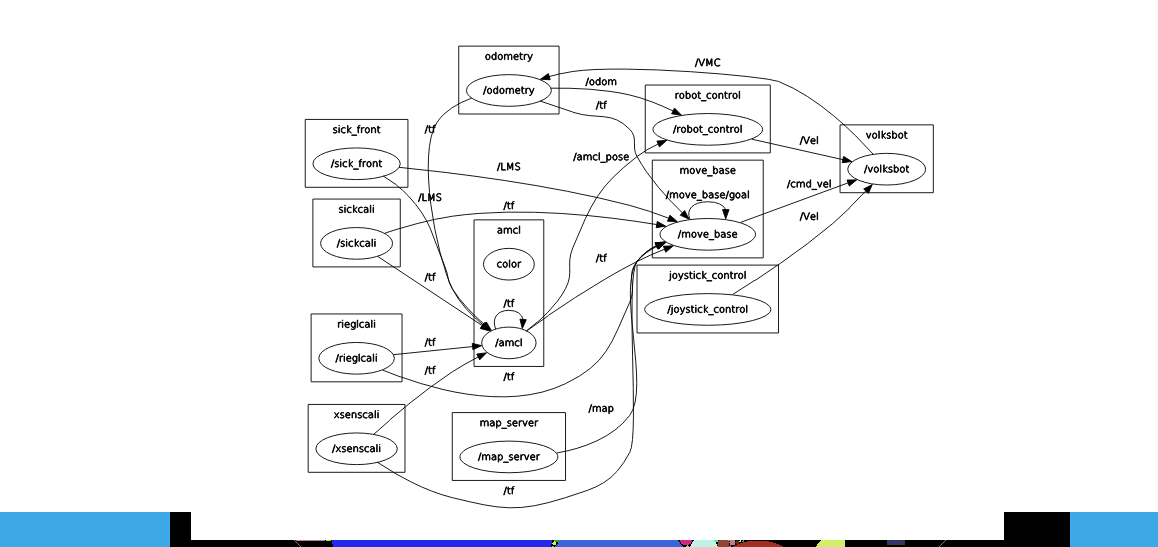 odometry
/odometry
/VMC
/odom
/tf
robot_control
/robot_control
/tf
sick_front
/sick_front
/LMS
/LMS
/amcl_pose
/Vel
volksbot
/volksbot
move_base
/move_base/goal
/move_base
/cmd_vel
/Vel
sickcali
/sickcali
/tf
/tf
amcl
color
/tf
/amcl
/tf
joystick_control
/joystick_control
rieglcali
/rieglcali
/tf
/tf
/tf
xsenscali
/xsenscali
/map
map_server
/map_server
/tf